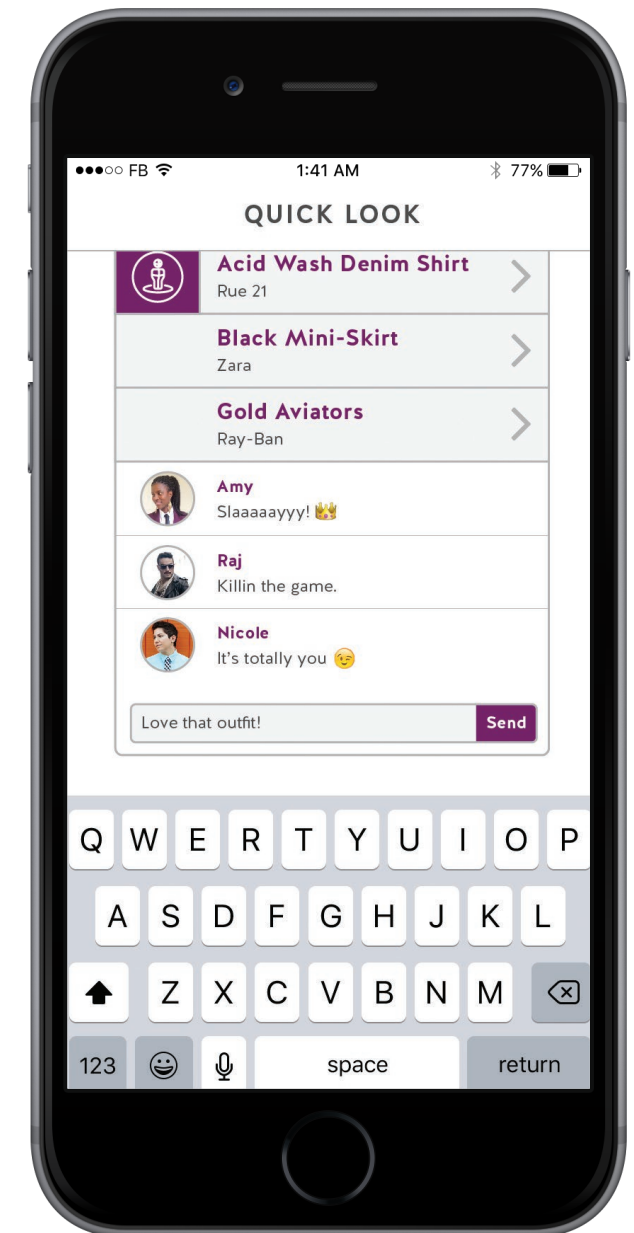 ●●●○○ FB 1:41 AM 77%
QUICK LOOK
Acid Wash Denim Shirt
Rue 21
Black Mini-Skirt
Zara
Gold Aviators
Ray-Ban
Amy
Slaaaaayyy! 👑
Raj
Killin the game.
Nicole
It's totally you 😉
Love that outfit! Send
Q W E R T Y U I O P
A S D F G H J K L
Z X C V B N M
123 space return